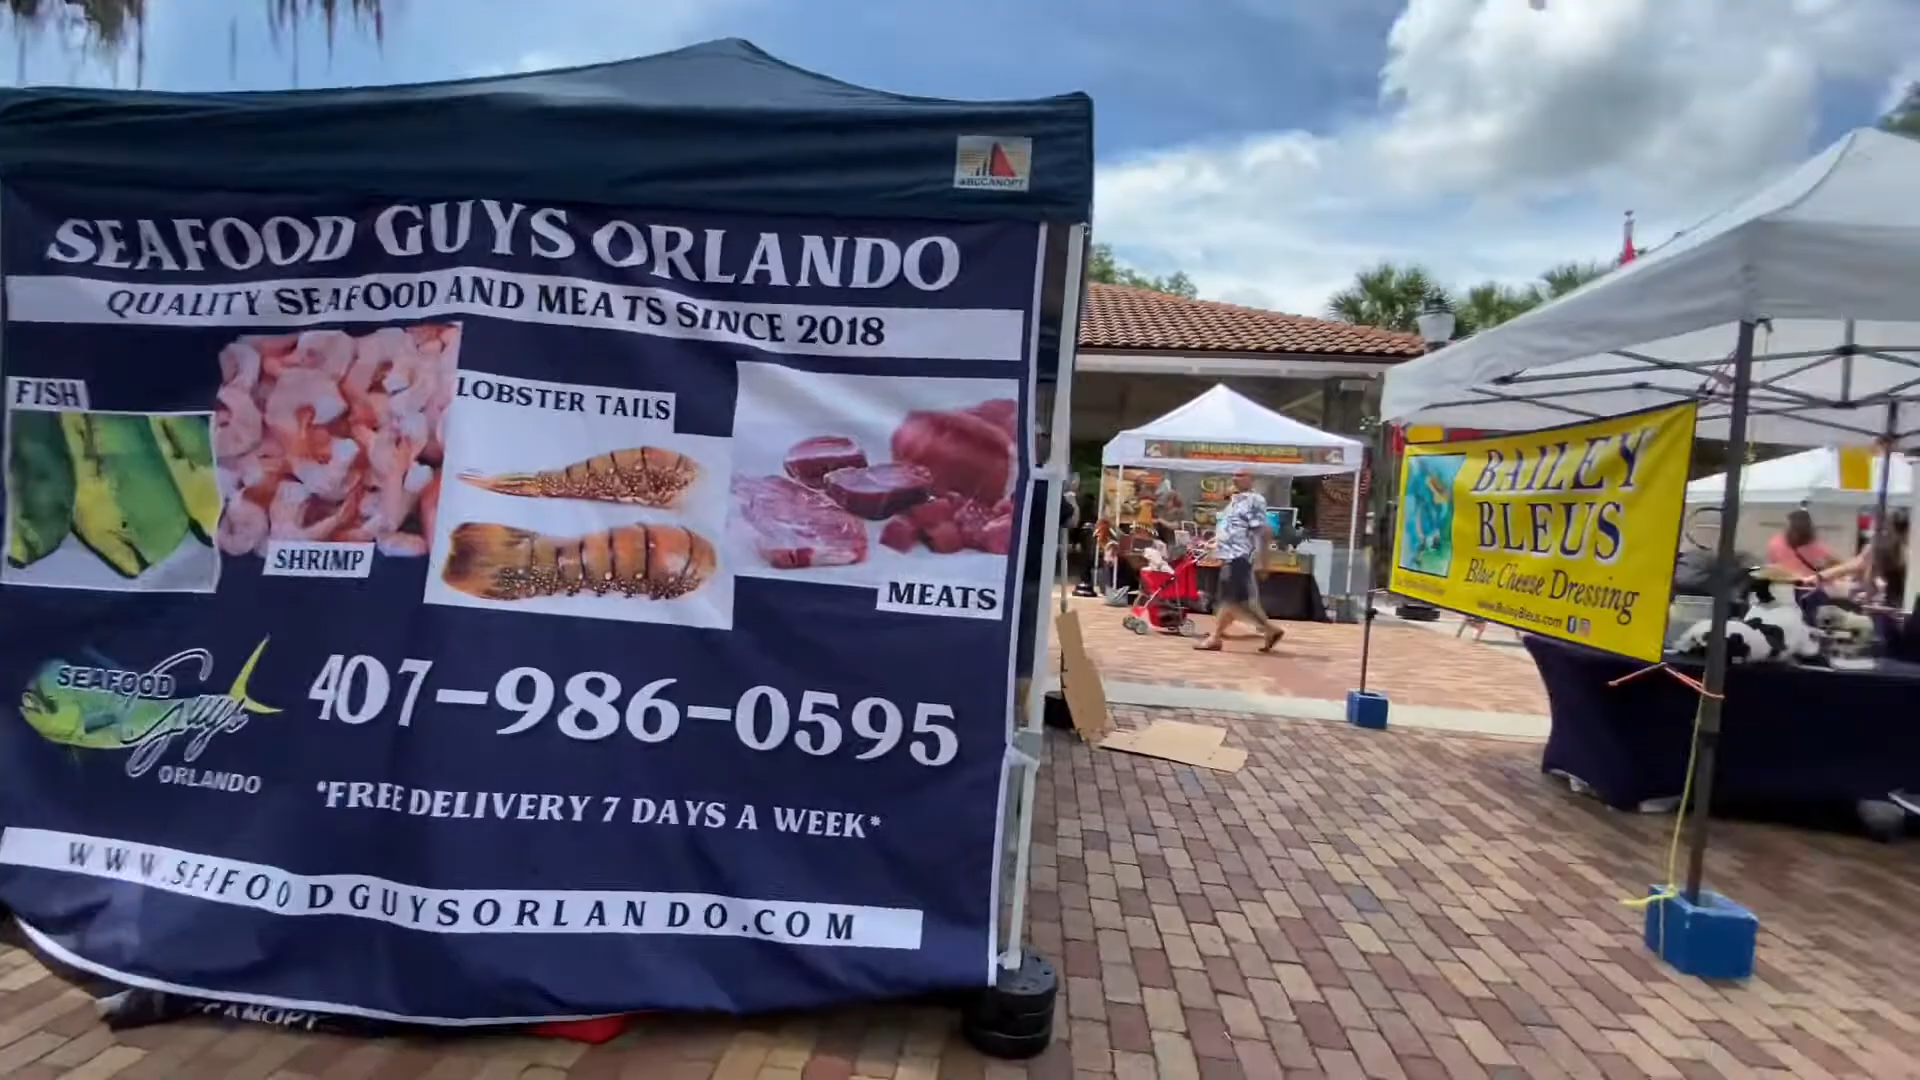 ABCCANOPY
SEAFOOD GUYS ORLANDO
QUALITY SEAFOOD AND MEATS SINCE 2018
FISH
LOBSTER TAILS
SHRIMP
MEATS
SEAFOOD
Guys
ORLANDO
407-986-0595
*FREE DELIVERY 7 DAYS A WEEK*
WWW.SEAFOODGUYSORLANDO.COM
CANOPY
BAILEY
BLEUS
Blue Cheese Dressing
www.BaileyBleus.com